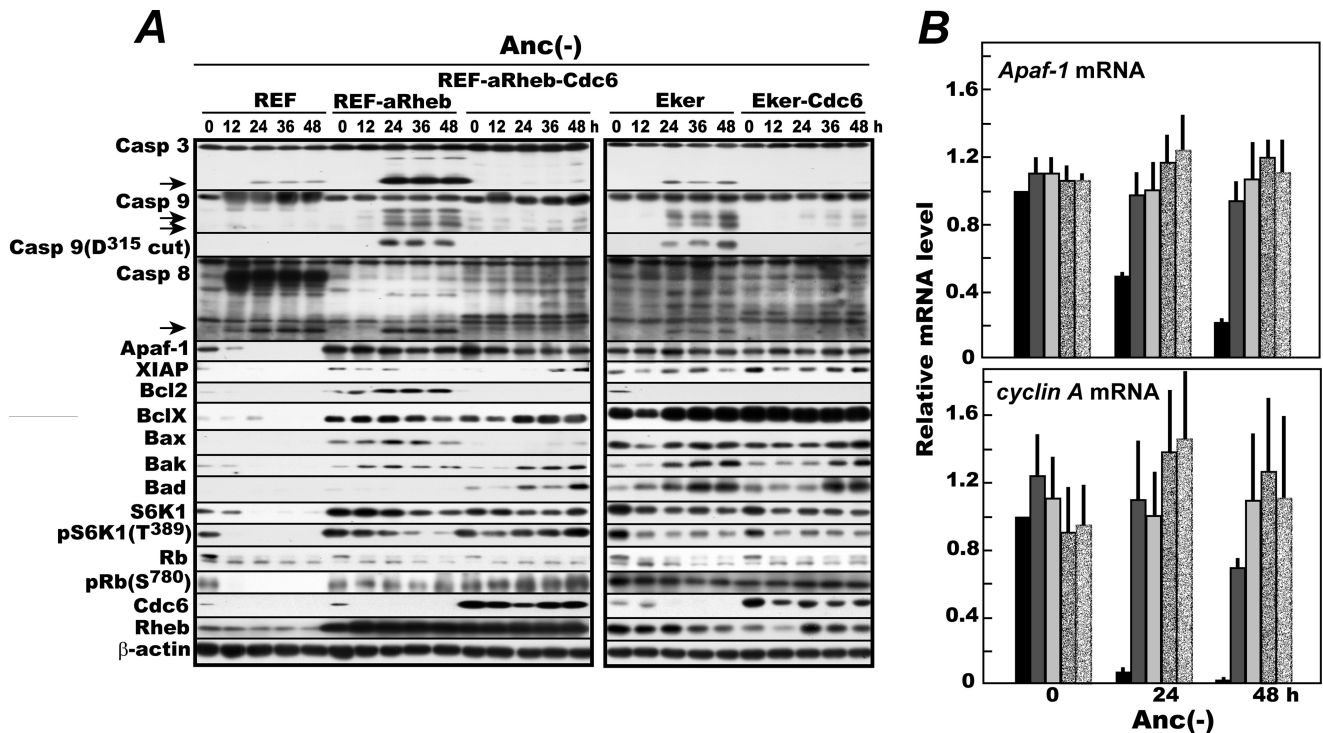 A
Anc(-)
REF-aRheb-Cdc6
REF REF-aRheb Eker Eker-Cdc6
0 12 24 36 48 0 12 24 36 48 0 12 24 36 48 h 0 12 24 36 48 0 12 24 36 48 h
Casp 3
Casp 9
Casp 9(D315 cut)
Casp 8
Apaf-1
XIAP
Bcl2
BclX
Bax
Bak
Bad
S6K1
pS6K1(T389)
Rb
pRb(S780)
Cdc6
Rheb
β-actin
B
Relative mRNA level
Apaf-1 mRNA
1.6
1.2
0.8
0.4
0
cyclin A mRNA
1.6
1.2
0.8
0.4
0
0 24 48 h
Anc(-)